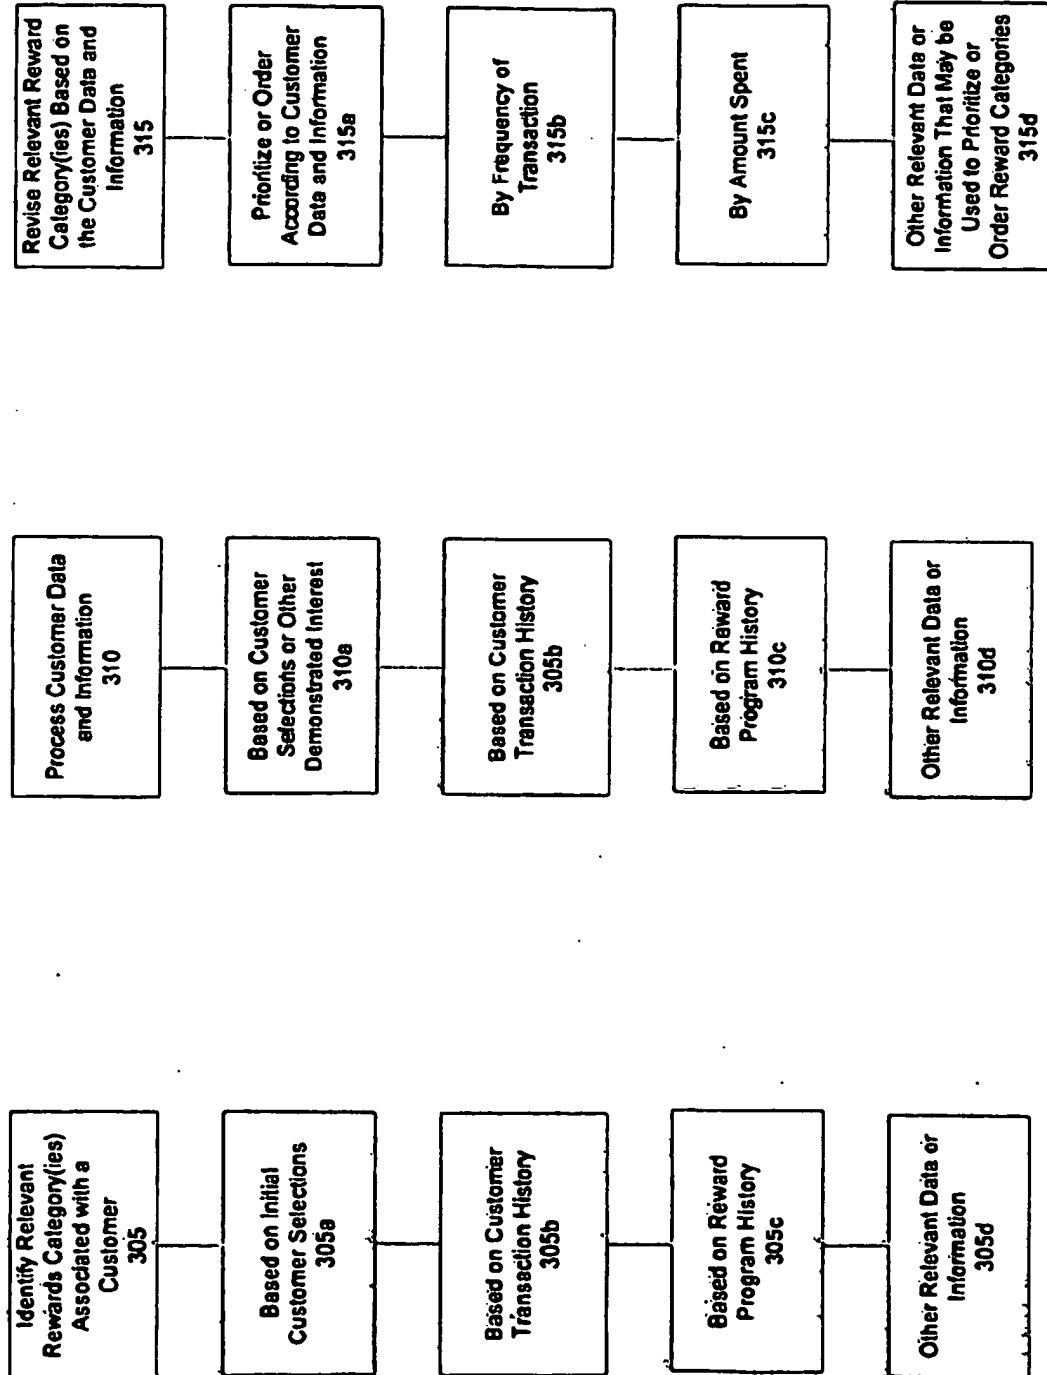 Identify Relevant
Rewards Category(ies)
Associated with a
Customer
305
Based on Initial
Customer Selections
305a
Based on Customer
Transaction History
305b
Based on Reward
Program History
305c
Other Relevant Data or
Information
305d
Process Customer Data
and Information
310
Based on Customer
Selections or Other
Demonstrated Interest
310a
Based on Customer
Transaction History
305b
Based on Reward
Program History
310c
Other Relevant Data or
Information
310d
Revise Relevant Reward
Category(ies) Based on
the Customer Data and
Information
315
Prioritize or Order
According to Customer
Data and Information
315a
By Frequency of
Transaction
315b
By Amount Spent
315c
Other Relevant Data or
Information That May be
Used to Prioritize or
Order Reward Categories
315d